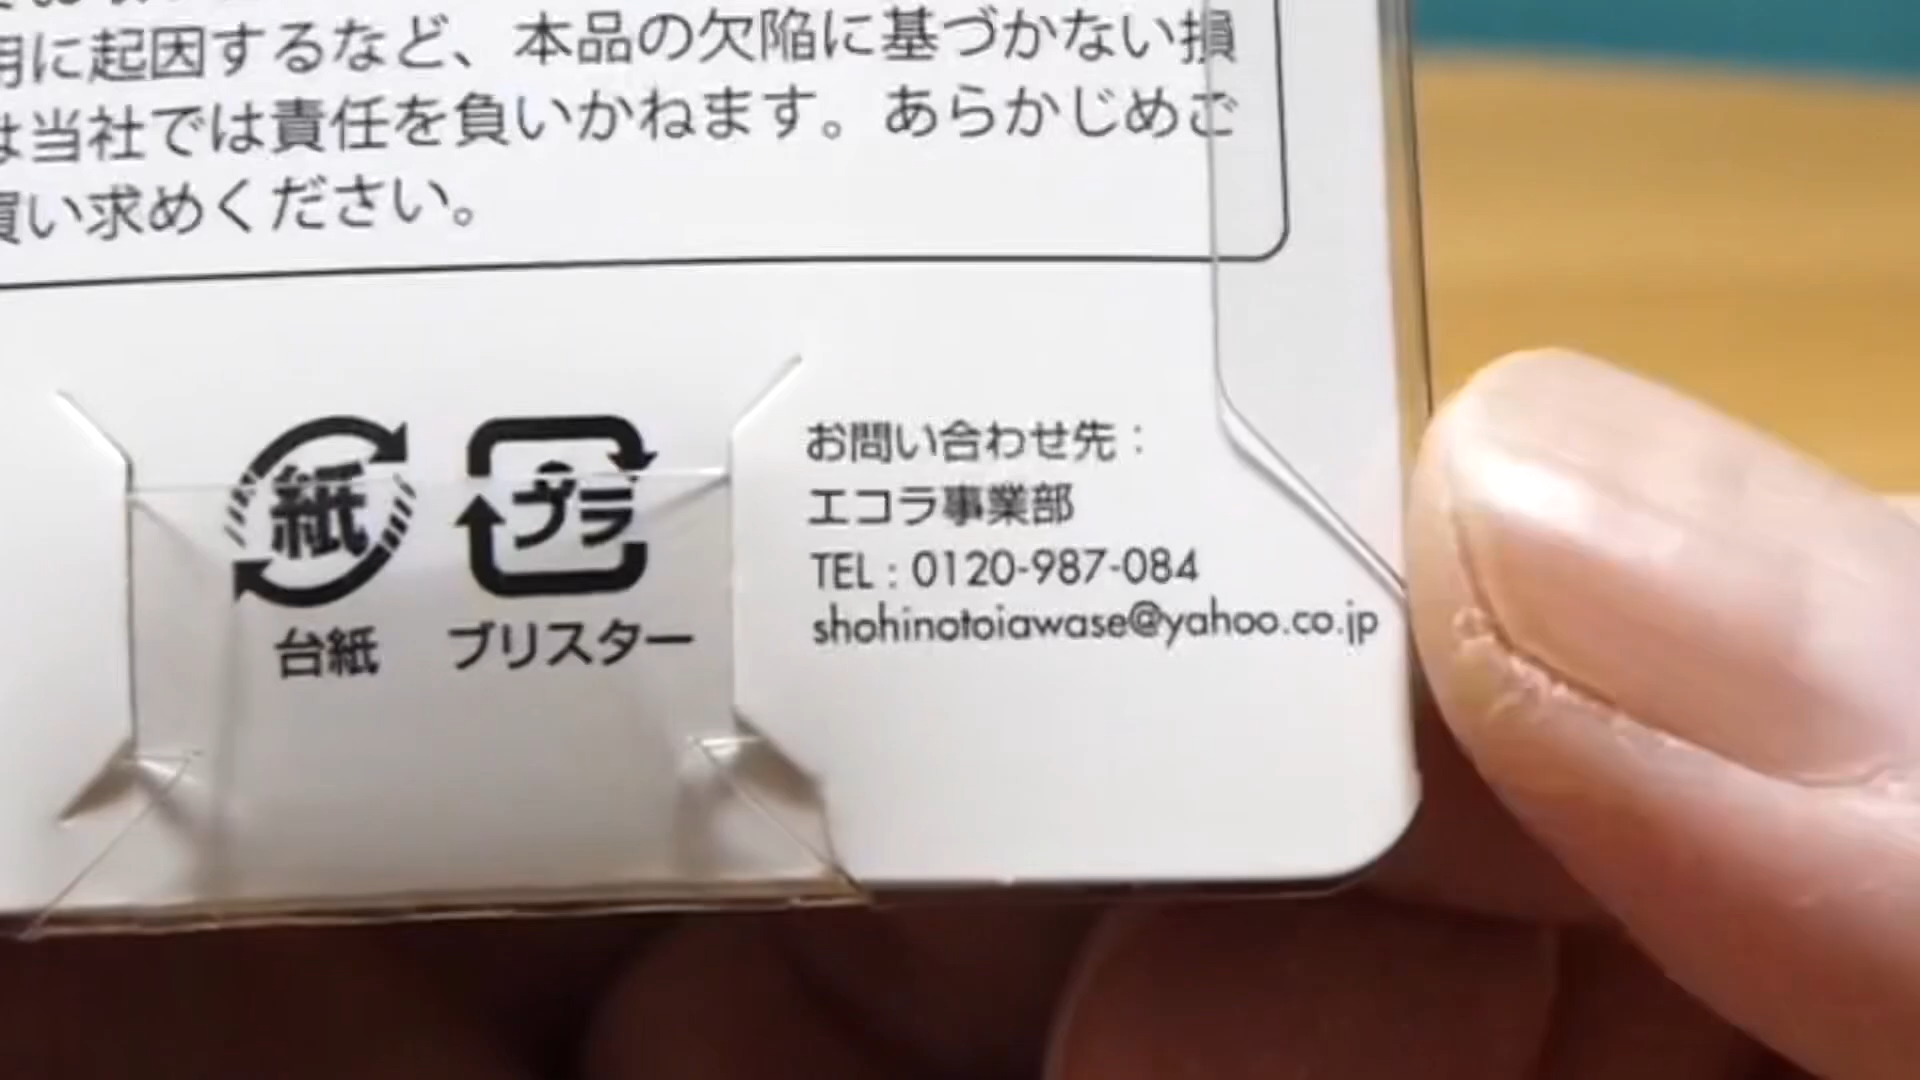 用に起因するなど、本品の欠陥に基づかない損
は当社では責任を負いかねます。あらかじめご
買い求めください。
紙
プラ
台紙
ブリスター
お問い合わせ先：
エコラ事業部
TEL : 0120-987-084
shohinotoiawase@yahoo.co.jp